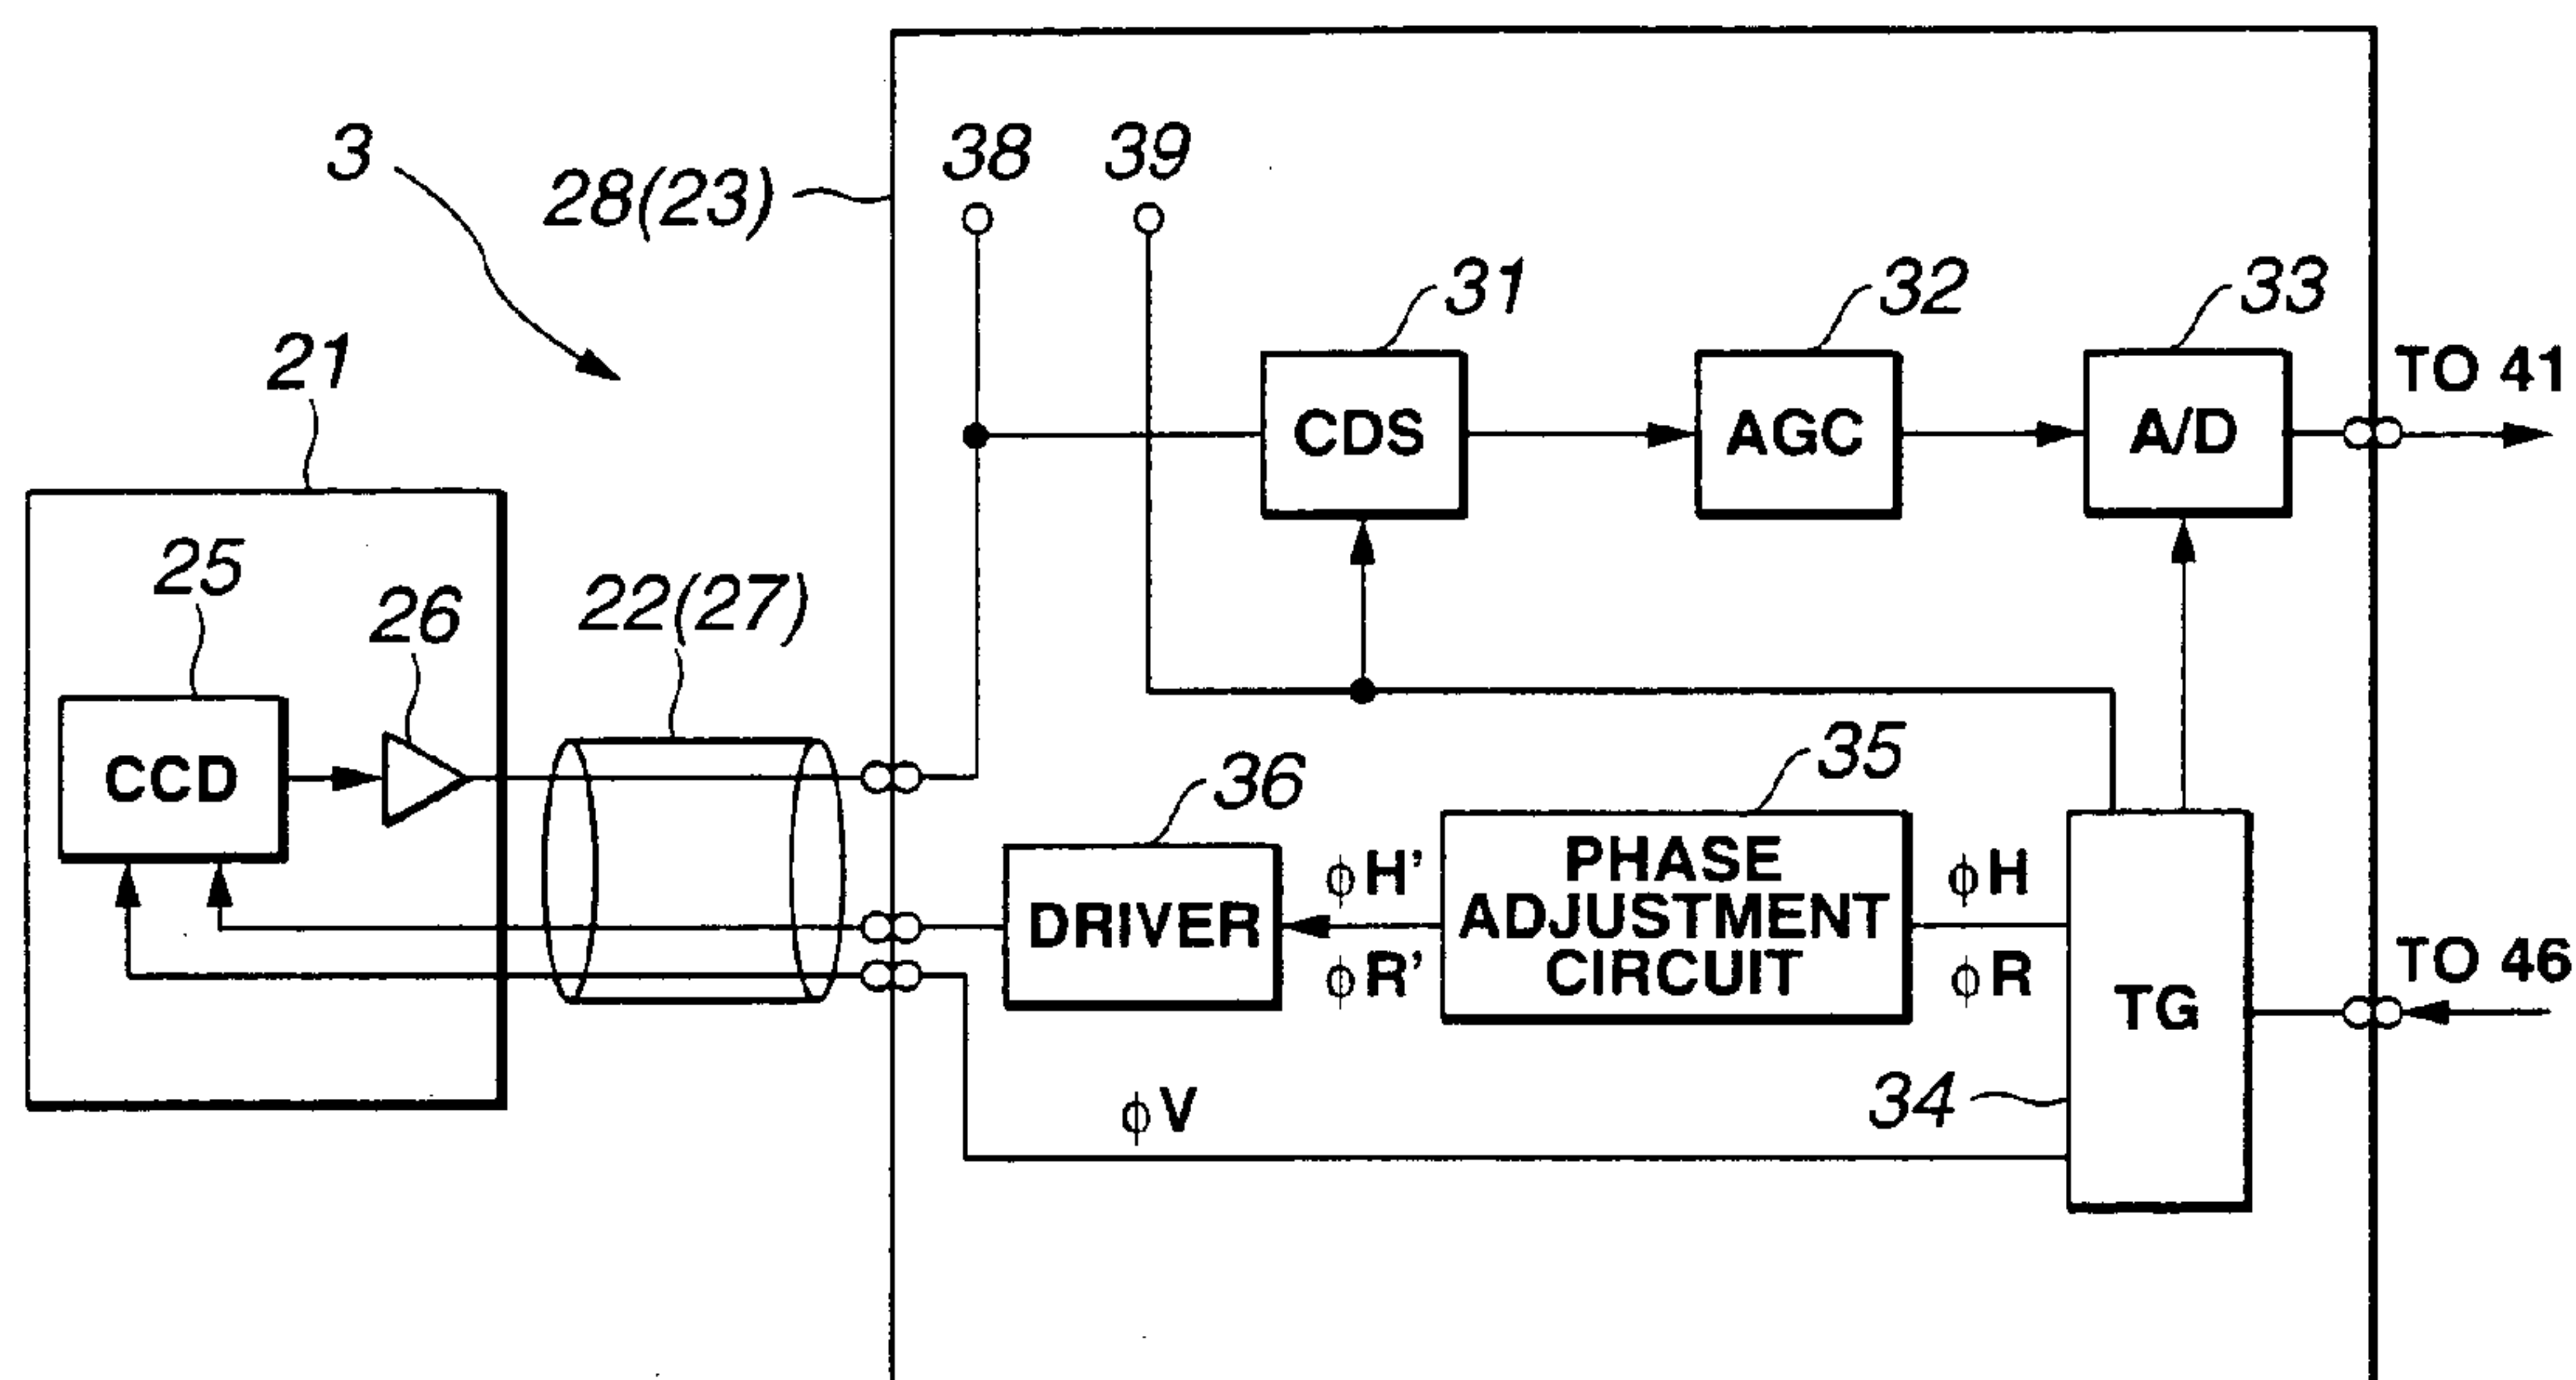 3
28(23)
38
39
31
32
33
TO 41
21
CDS
AGC
A/D
25
26
22(27)
CCD
36
35
DRIVER
φH'
φR'
PHASE
ADJUSTMENT
CIRCUIT
φH
φR
TG
TO 46
34
φV